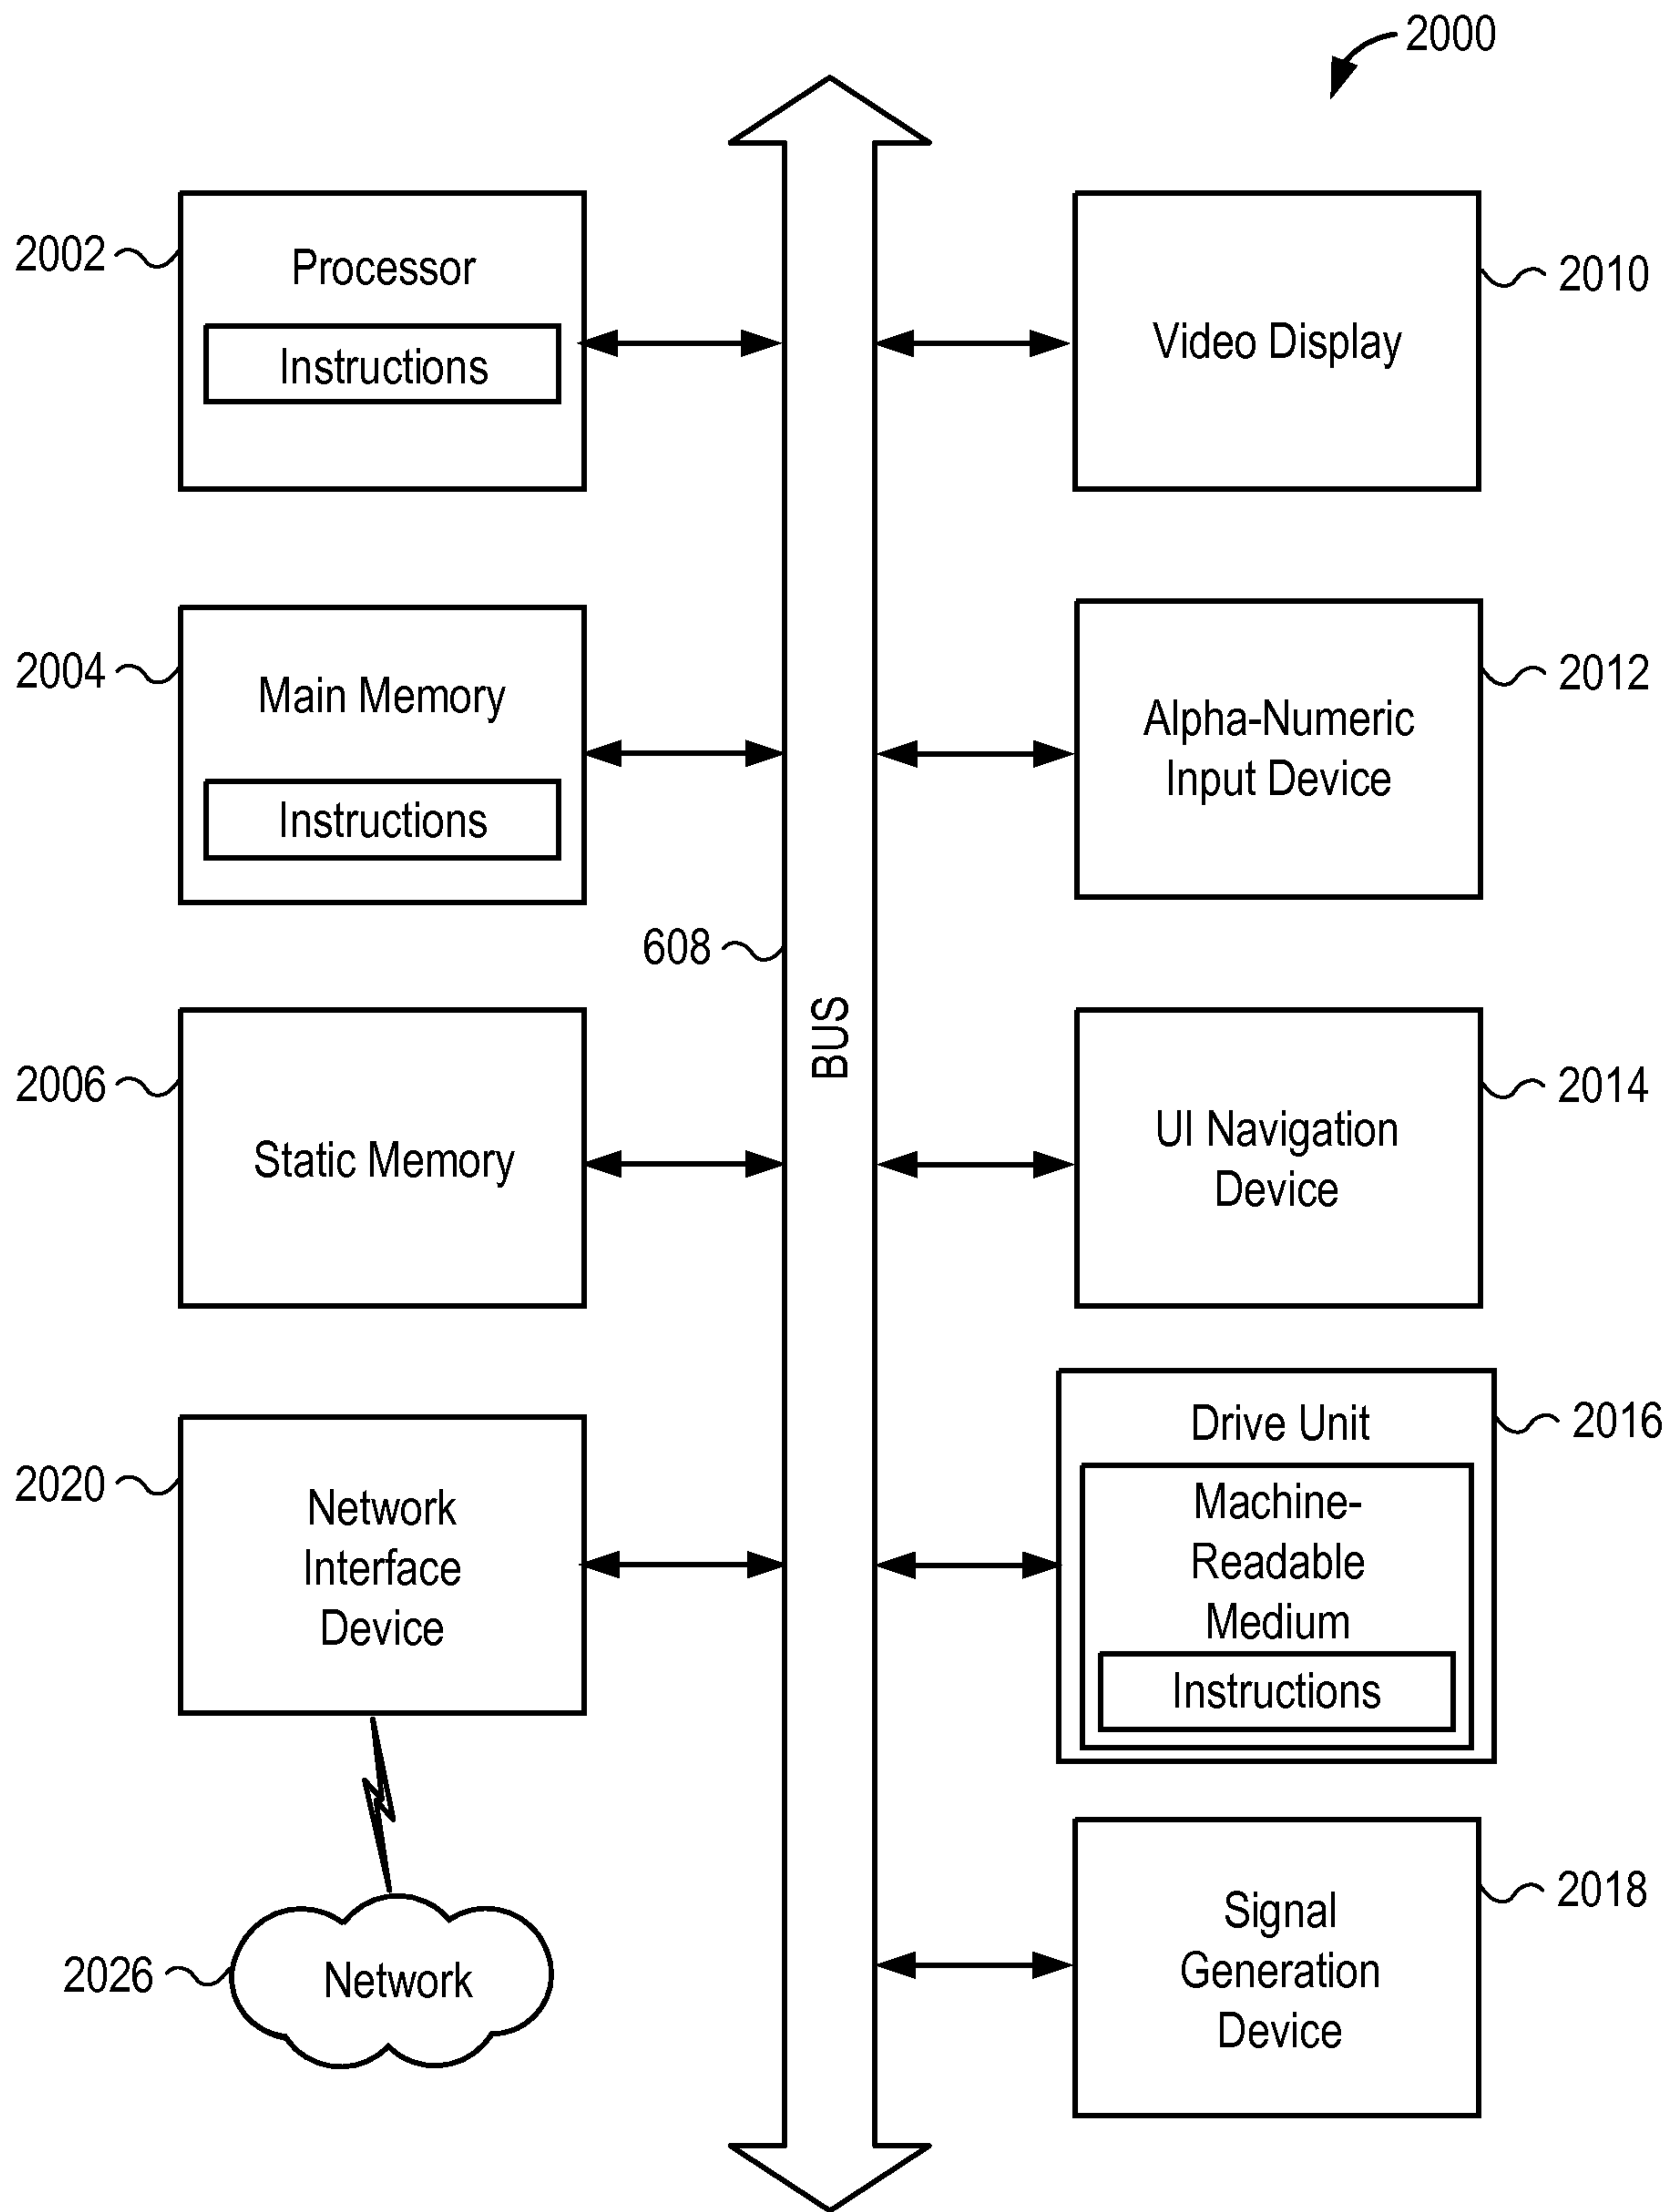 2000
2002
Processor
Instructions
2010
Video Display
2004
Main Memory
Instructions
2012
Alpha-Numeric
Input Device
608
BUS
2006
Static Memory
2014
UI Navigation
Device
2020
Network
Interface
Device
2016
Drive Unit
Machine-
Readable
Medium
Instructions
2018
Signal
Generation
Device
2026
Network